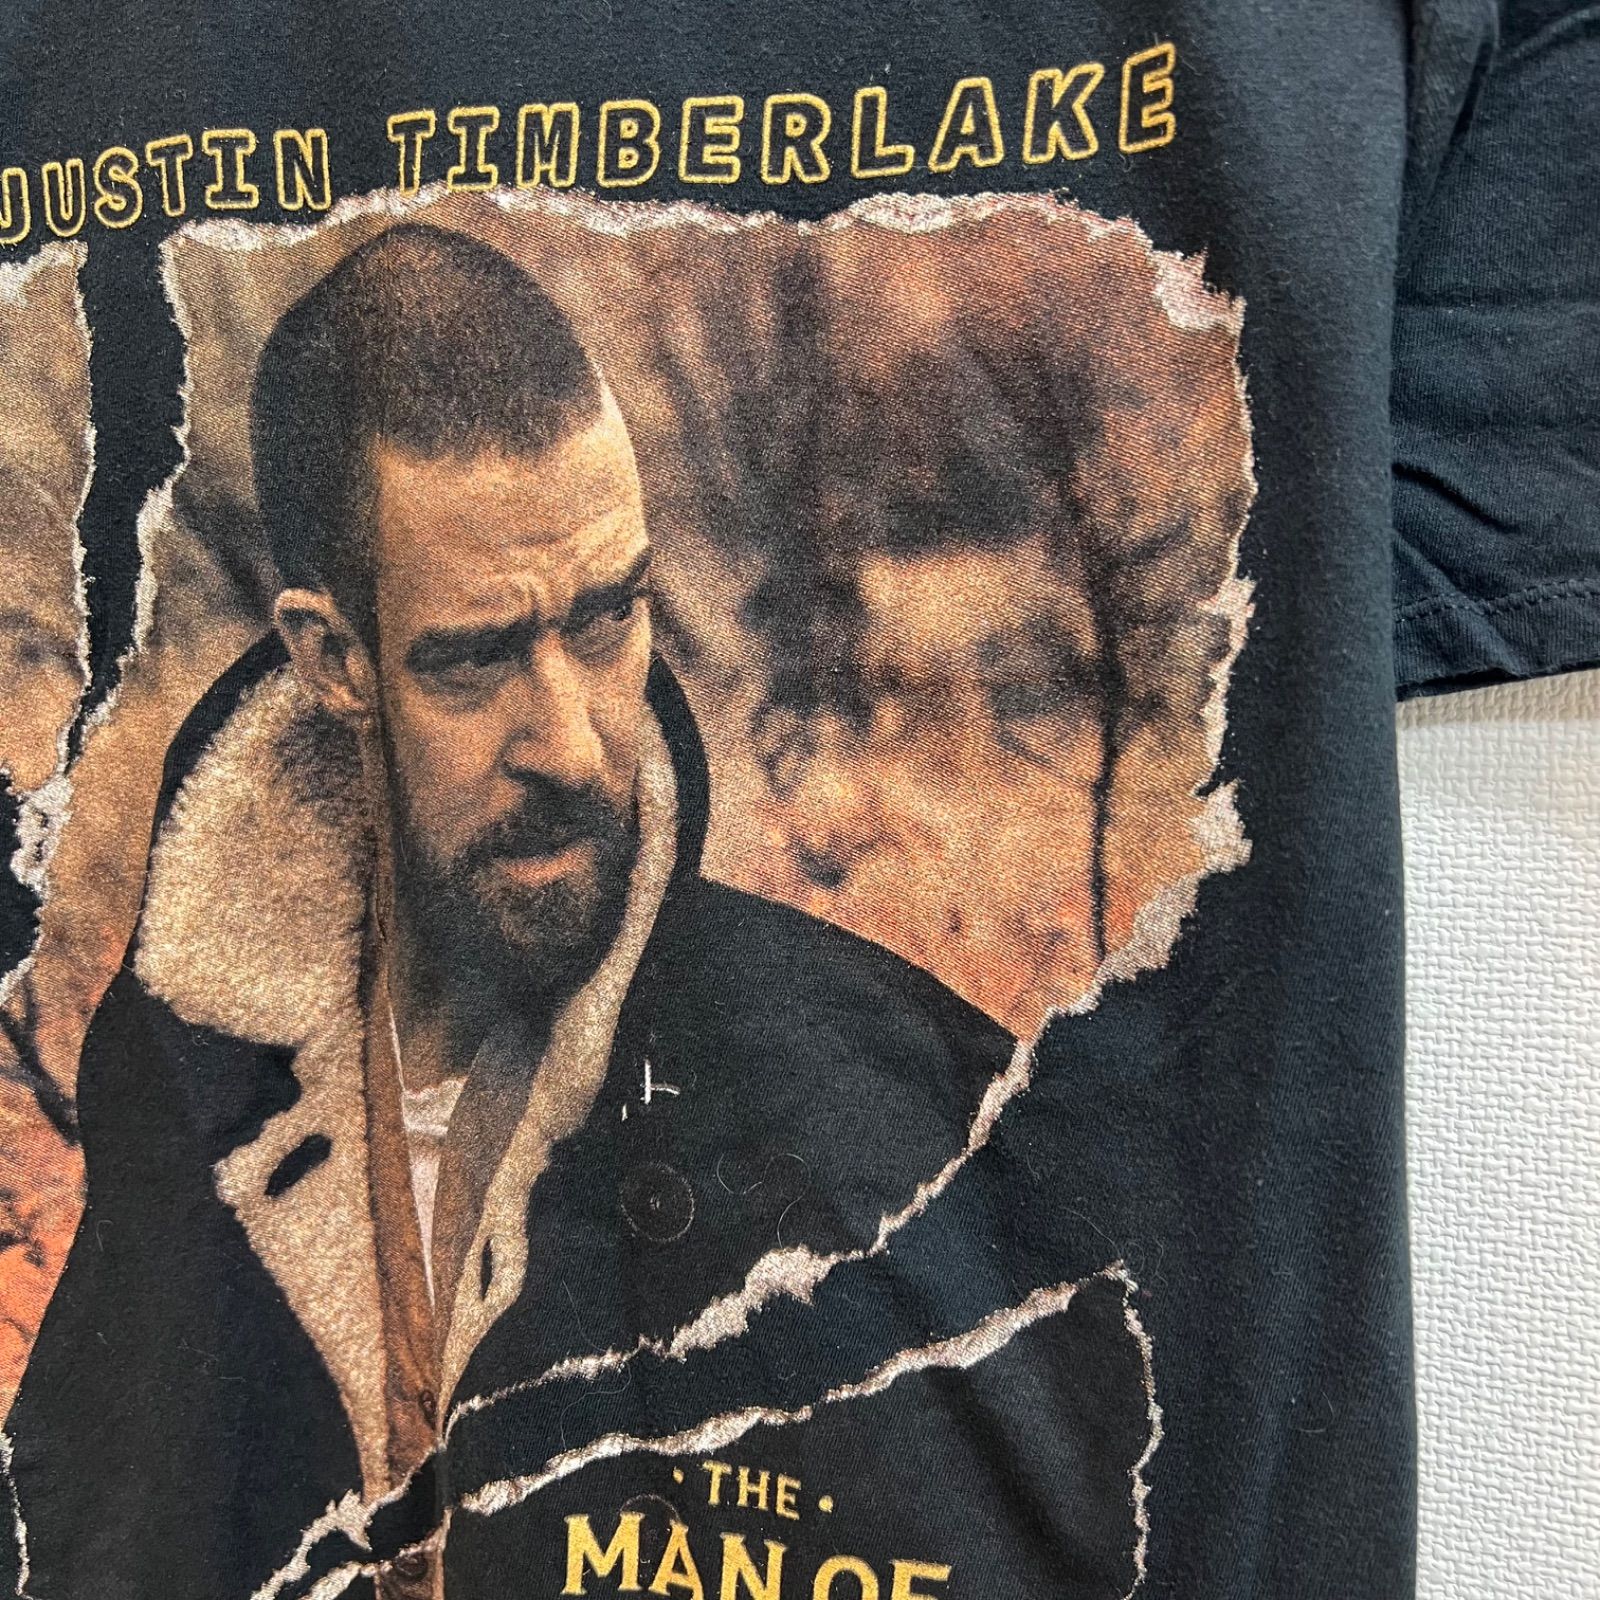 JUSTIN TIMBERLAKE
· THE ·
MAN OF